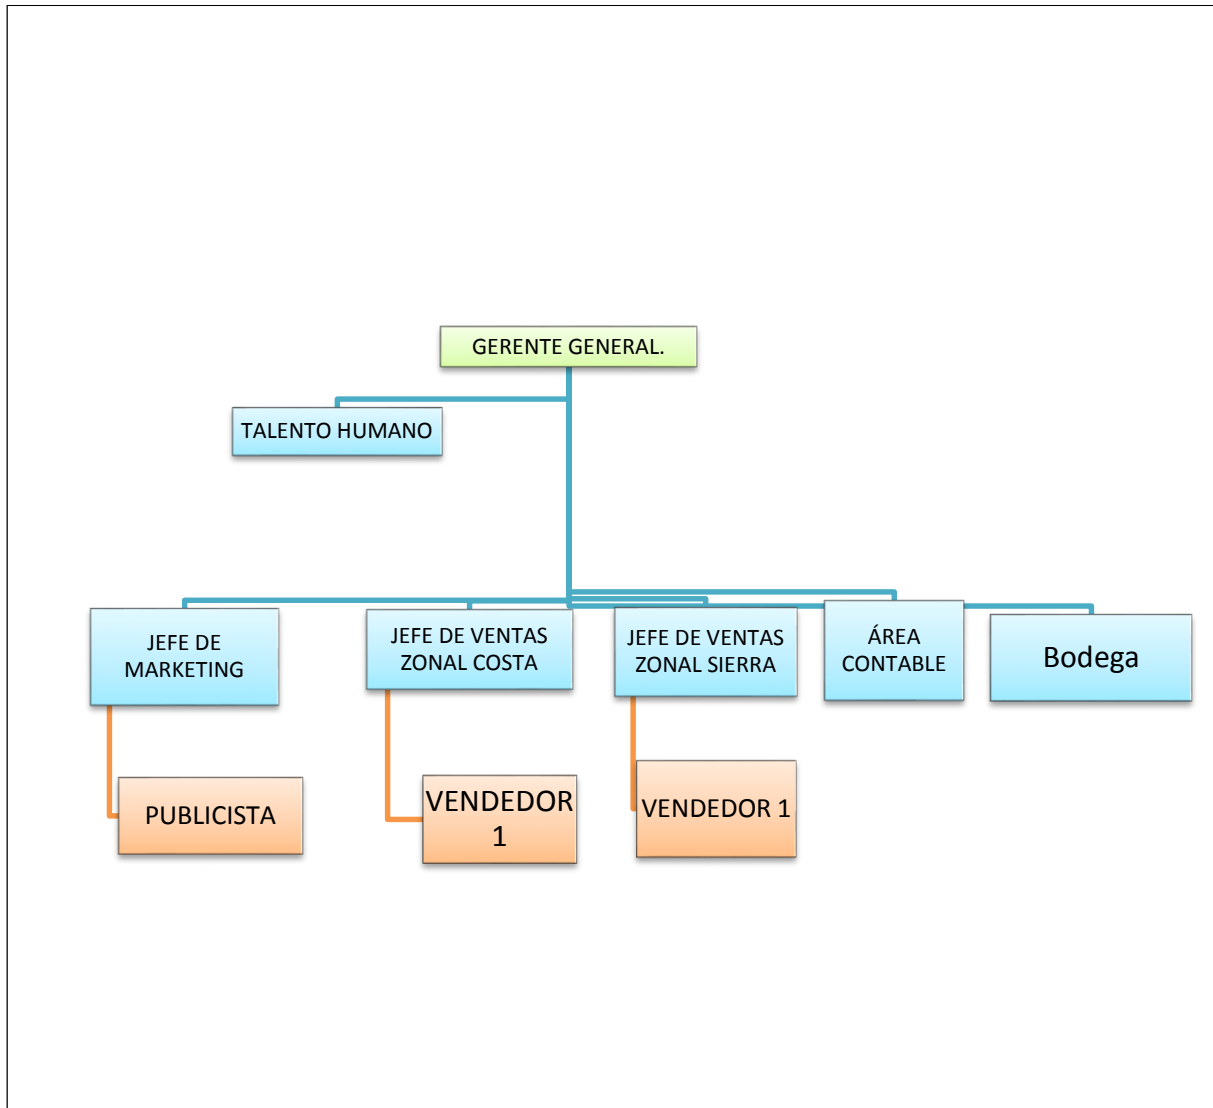 GERENTE GENERAL.
TALENTO HUMANO
JEFE DE
MARKETING
JEFE DE VENTAS
ZONAL COSTA
JEFE DE VENTAS
ZONAL SIERRA
ÁREA
CONTABLE
Bodega
PUBLICISTA
VENDEDOR
1
VENDEDOR 1